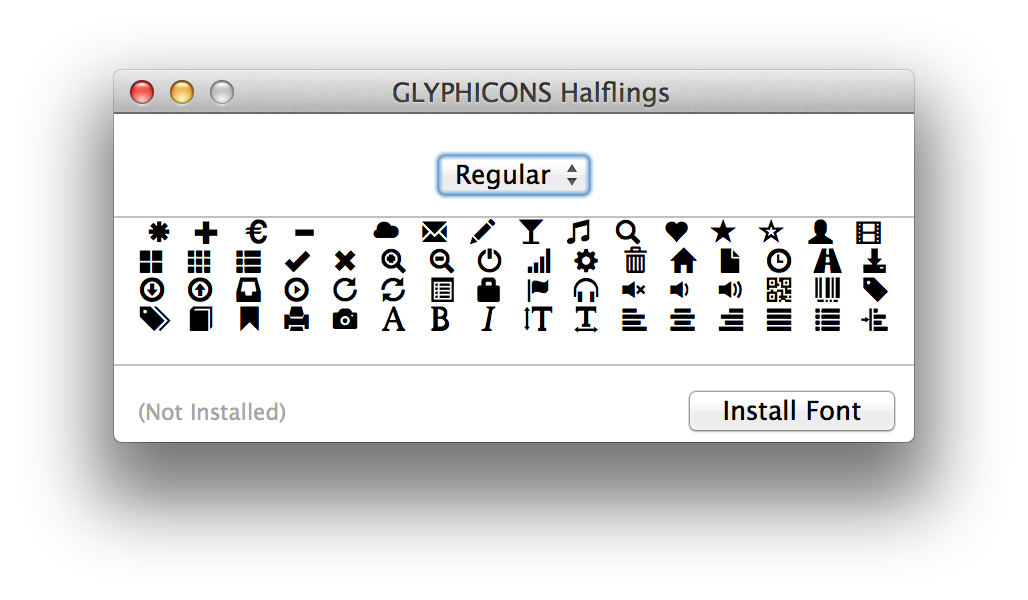 GLYPHICONS Halflings
Regular
* + € −
A B I T T
(Not Installed)
Install Font